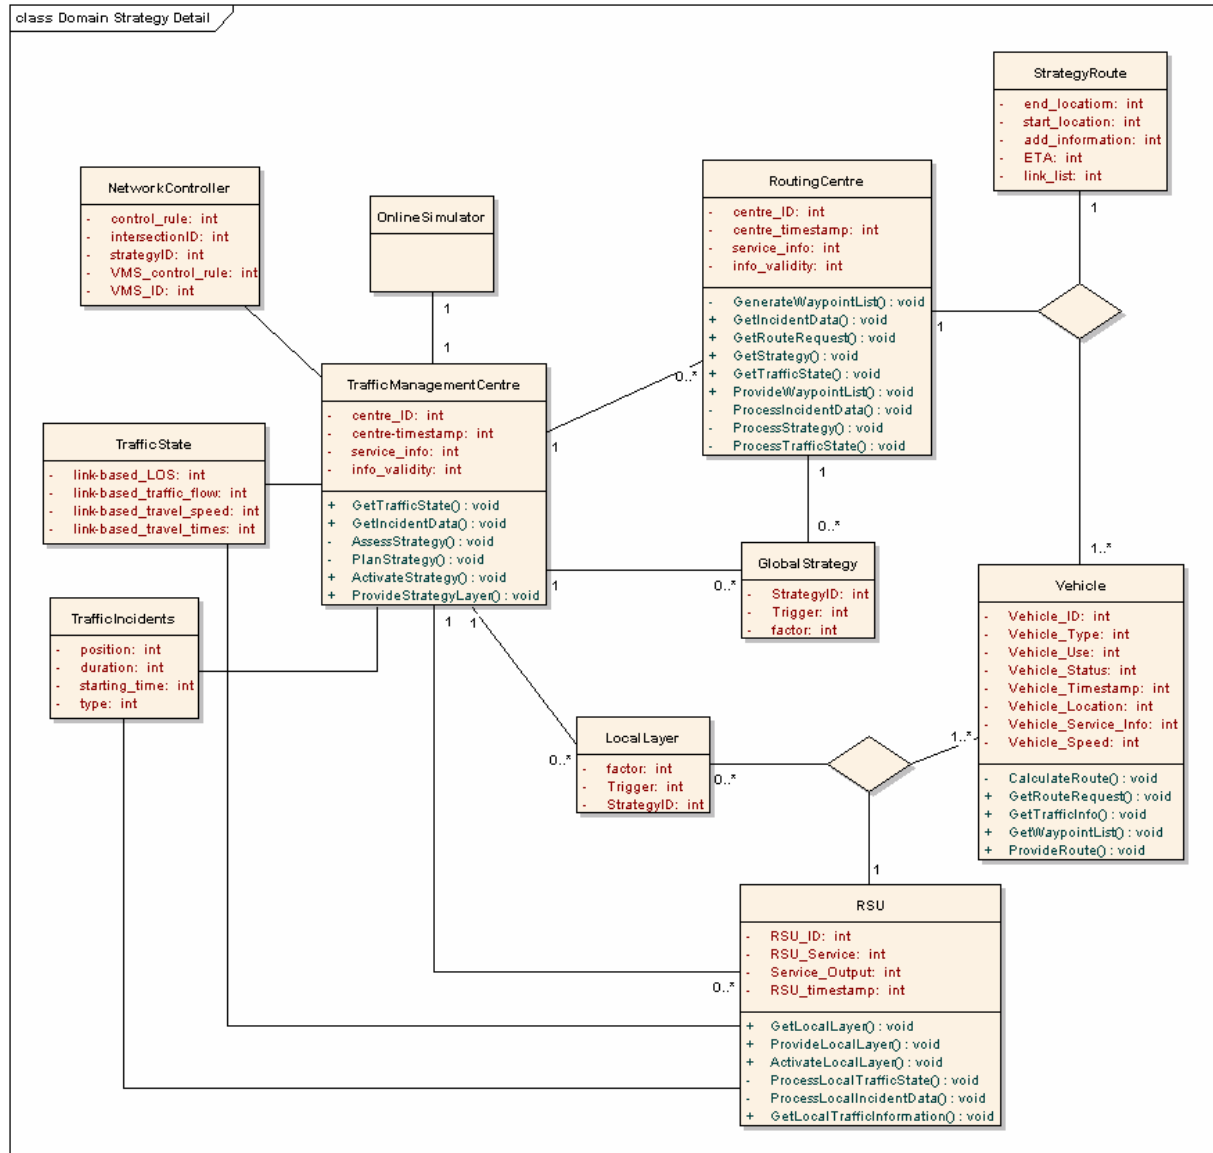 class Domain Strategy Detail
StrategyRoute
- end_locatiom: int
- start_location: int
- add_information: int
- ETA: int
- link_list: int
1
NetworkController
- control_rule: int
- intersectionID: int
- strategyID: int
- VMS_control_rule: int
- VMS_ID: int
OnlineSimulator
1
1
RoutingCentre
- centre_ID: int
- centre_timestamp: int
- service_info: int
- info_validity: int
- GenerateWaypointList() : void
+ GetIncidentData() : void
+ GetRouteRequest() : void
+ GetStrategy() : void
+ GetTrafficState() : void
+ ProvideWaypointList() : void
- ProcessIncidentData() : void
- ProcessStrategy() : void
- ProcessTrafficState() : void
1
0..*
1
TrafficManagementCentre
- centre_ID: int
- centre-timestamp: int
- service_info: int
- info_validity: int
+ GetTrafficState() : void
+ GetIncidentData() : void
- AssessStrategy() : void
- PlanStrategy() : void
+ ActivateStrategy() : void
+ ProvideStrategyLayer() : void
TrafficState
- link-based_LOS: int
- link-based_traffic_flow: int
- link-based_travel_speed: int
- link-based_travel_times: int
1
0..*
GlobalStrategy
- StrategyID: int
- Trigger: int
- factor: int
1
0..*
1..*
Vehicle
- Vehicle_ID: int
- Vehicle_Type: int
- Vehicle_Use: int
- Vehicle_Status: int
- Vehicle_Timestamp: int
- Vehicle_Location: int
- Vehicle_Service_Info: int
- Vehicle_Speed: int
- CalculateRoute() : void
+ GetRouteRequest() : void
+ GetTrafficInfo() : void
+ GetWaypointList() : void
+ ProvideRoute() : void
TrafficIncidents
- position: int
- duration: int
- starting_time: int
- type: int
1
1
LocalLayer
- factor: int
- Trigger: int
- StrategyID: int
0..*
0..*
1..*
1
RSU
- RSU_ID: int
- RSU_Service: int
- Service_Output: int
- RSU_timestamp: int
+ GetLocalLayer() : void
+ ProvideLocalLayer() : void
+ ActivateLocalLayer() : void
- ProcessLocalTrafficState() : void
- ProcessLocalIncidentData() : void
+ GetLocalTrafficInformation() : void
0..*